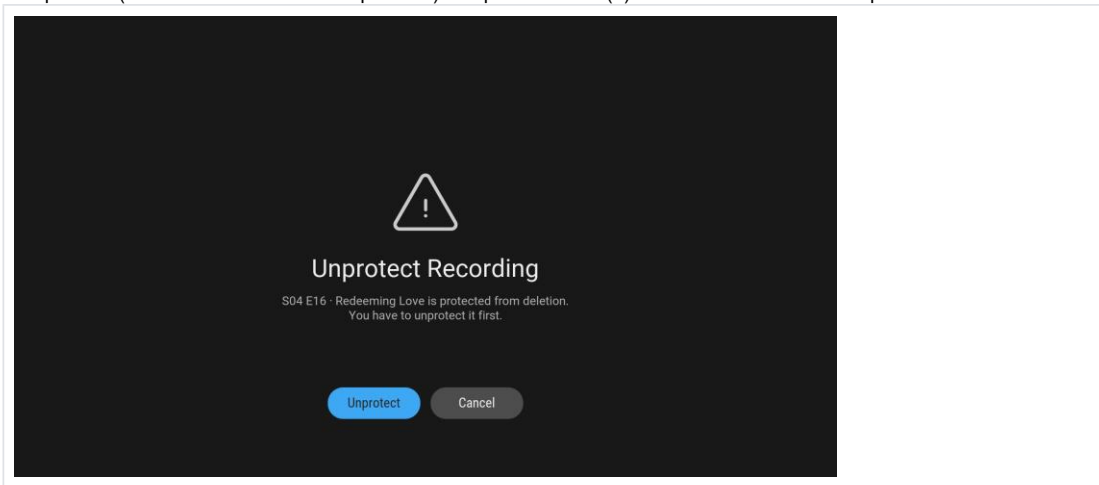 Unprotect Recording
S04 E16 · Redeeming Love is protected from deletion.
You have to unprotect it first.
Unprotect
Cancel